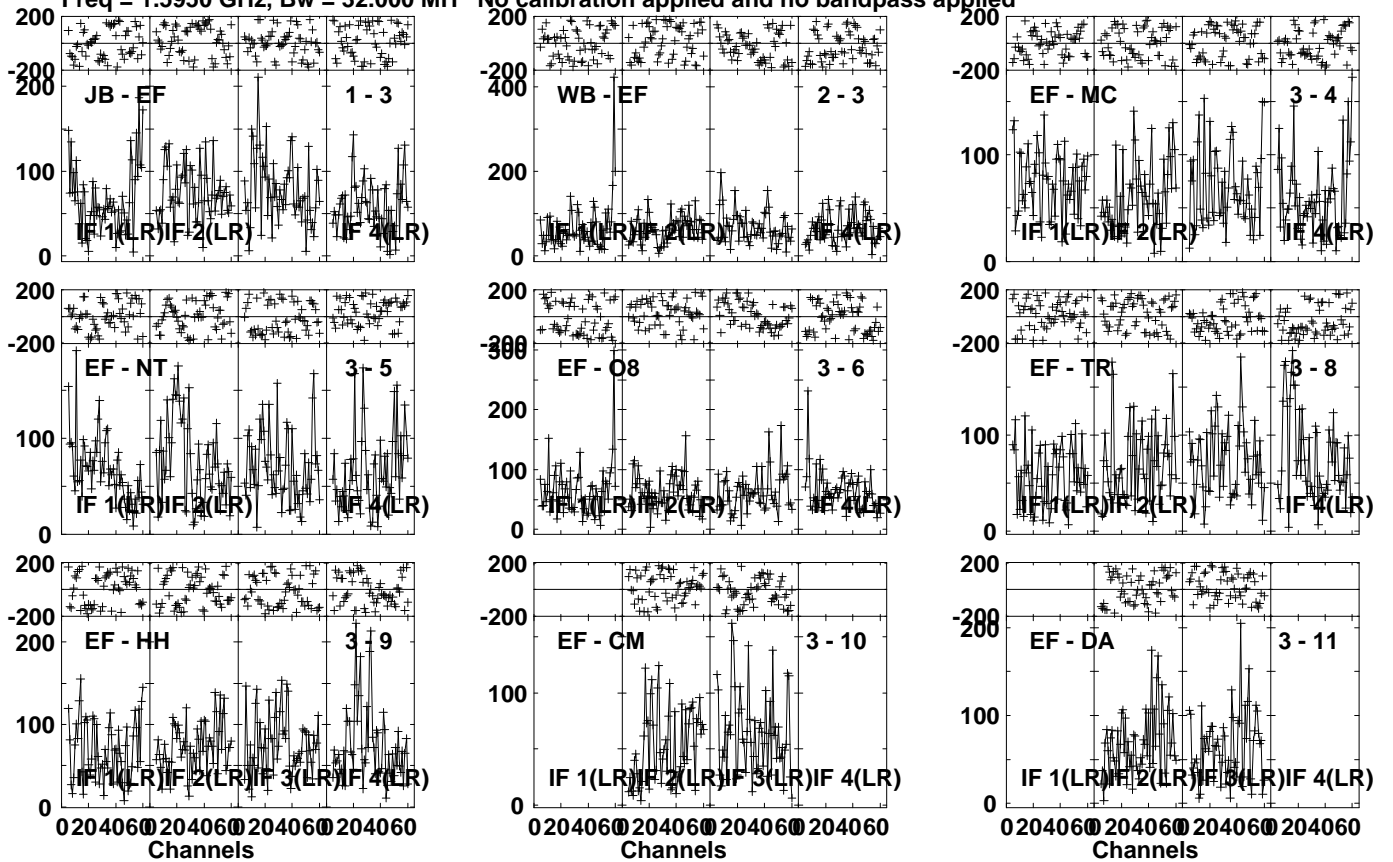 Freq = 1.5950 GHz, Bw = 32.000 MH No calibration applied and no bandpass applied
200
-200
200
100
0
JB - EF 1 - 3
IF 1(LR) IF 2(LR) IF 4(LR)
200
-200
400
200
0
WB - EF 2 - 3
IF 1(LR) IF 2(LR) IF 4(LR)
200
-200
100
0
EF - MC 3 - 4
IF 1(LR) IF 2(LR) IF 4(LR)
200
-200
100
0
EF - NT 3 - 5
IF 1(LR) IF 2(LR) IF 4(LR)
200
-200
300
200
100
0
EF - O8 3 - 6
IF 1(LR) IF 2(LR) IF 4(LR)
200
-200
100
0
EF - TR 3 - 8
IF 1(LR) IF 2(LR) IF 4(LR)
200
-200
200
100
0
EF - HH 3 - 9
IF 1(LR) IF 2(LR) IF 3(LR) IF 4(LR)
0 20 40 60 0 20 40 60 0 20 40 60 0 20 40 60
Channels
200
-200
100
0
EF - CM 3 - 10
IF 1(LR) IF 2(LR) IF 3(LR) IF 4(LR)
0 20 40 60 0 20 40 60 0 20 40 60 0 20 40 60
Channels
200
-200
200
100
0
EF - DA 3 - 11
IF 1(LR) IF 2(LR) IF 3(LR) IF 4(LR)
0 20 40 60 0 20 40 60 0 20 40 60 0 20 40 60
Channels